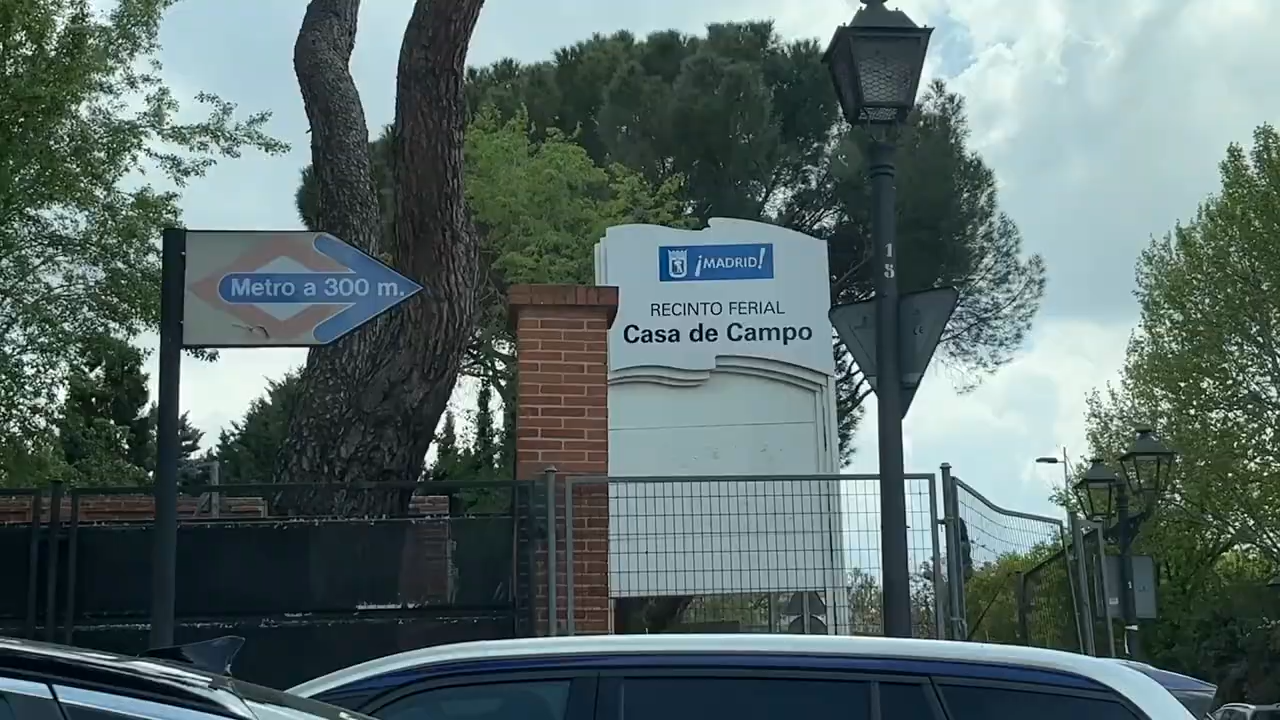 Metro a 300 m.
¡MADRID!
RECINTO FERIAL
Casa de Campo
15